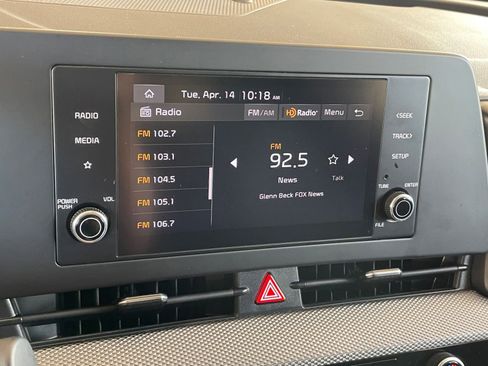 Tue, Apr. 14 10:18 AM
Radio FM/AM HD Radio Menu
FM 102.7
FM 103.1
FM 104.5
FM 105.1
FM 106.7
FM
92.5
News Talk
Glenn Beck FOX News
RADIO
MEDIA
POWER PUSH VOL
<SEEK
TRACK>
SETUP
TUNE ENTER
FILE